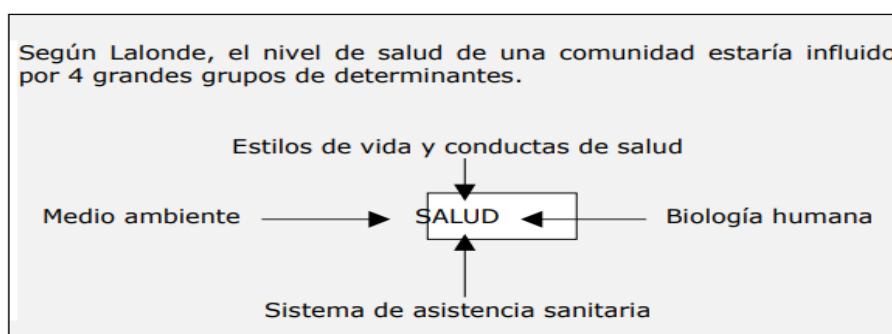 Según Lalonde, el nivel de salud de una comunidad estaría influido
por 4 grandes grupos de determinantes.
Estilos de vida y conductas de salud
Medio ambiente SALUD Biología humana
Sistema de asistencia sanitaria